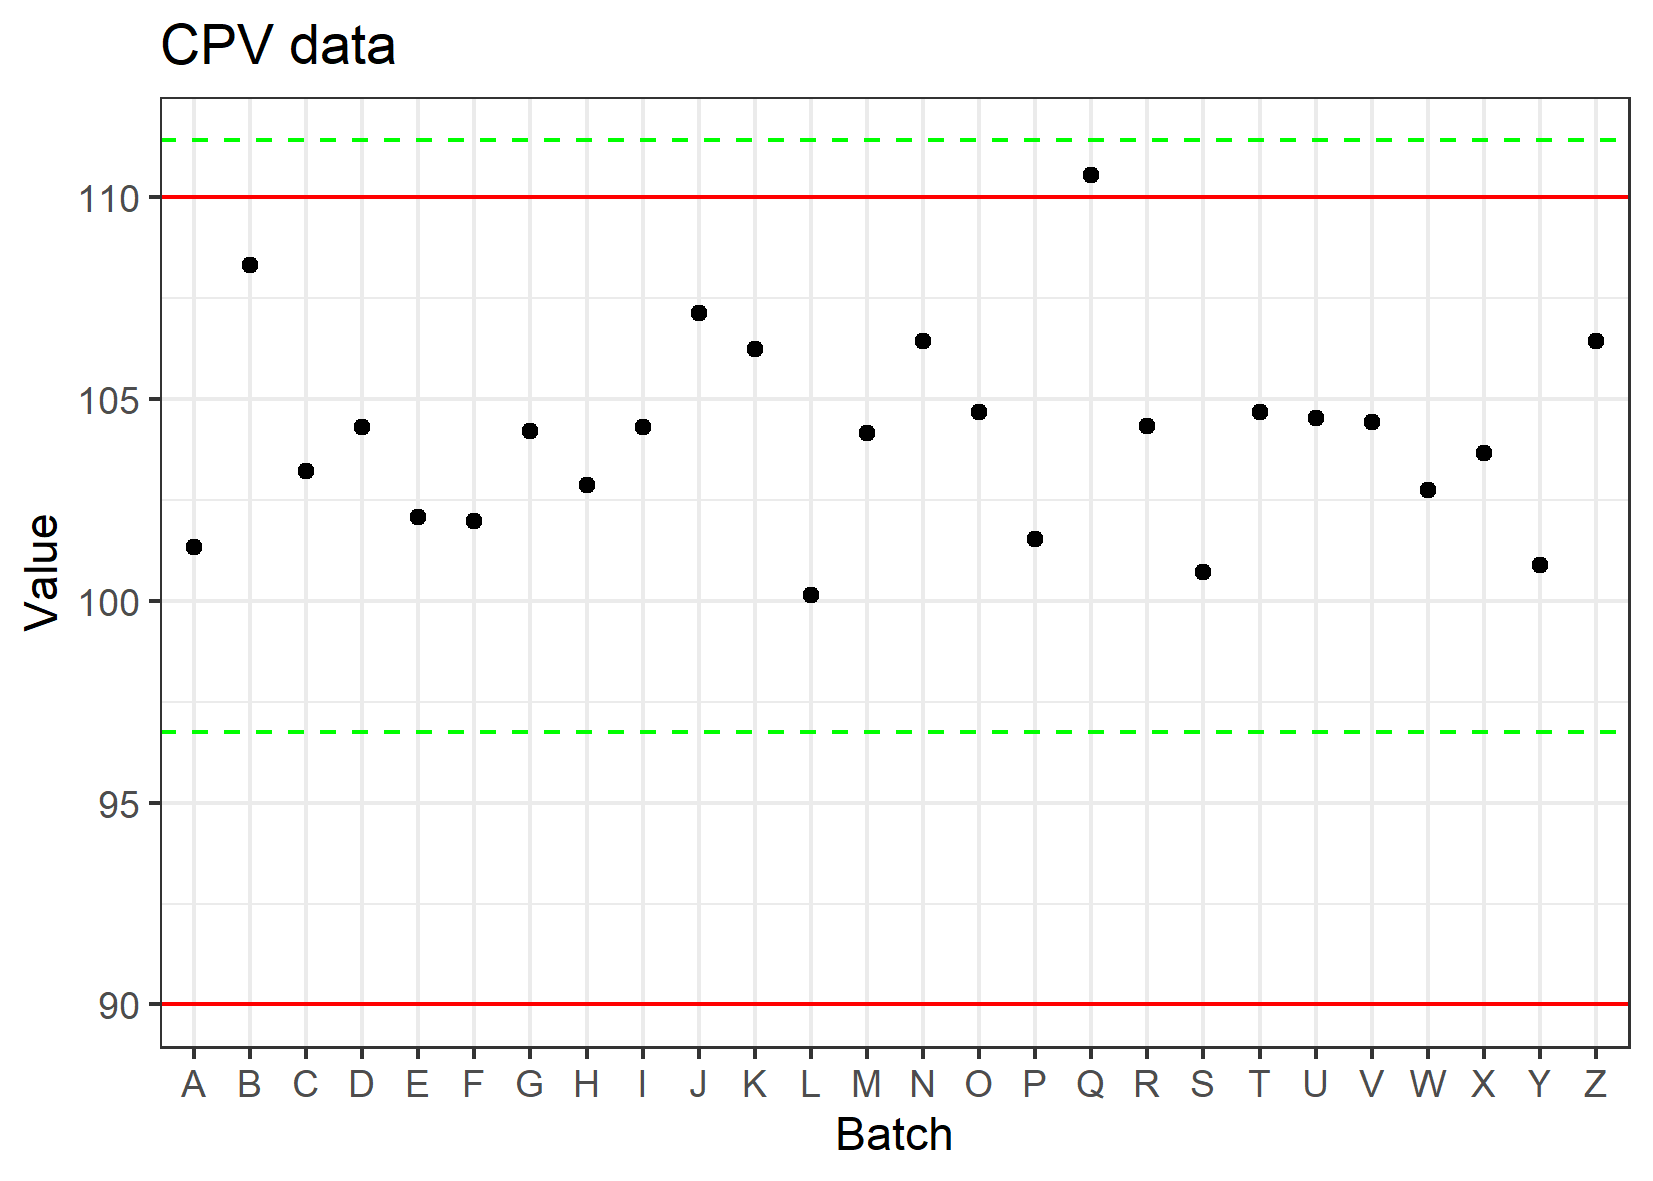 CPV data
110
105
100
95
90
Value
A B C D E F G H I J K L M N O P Q R S T U V W X Y Z
Batch